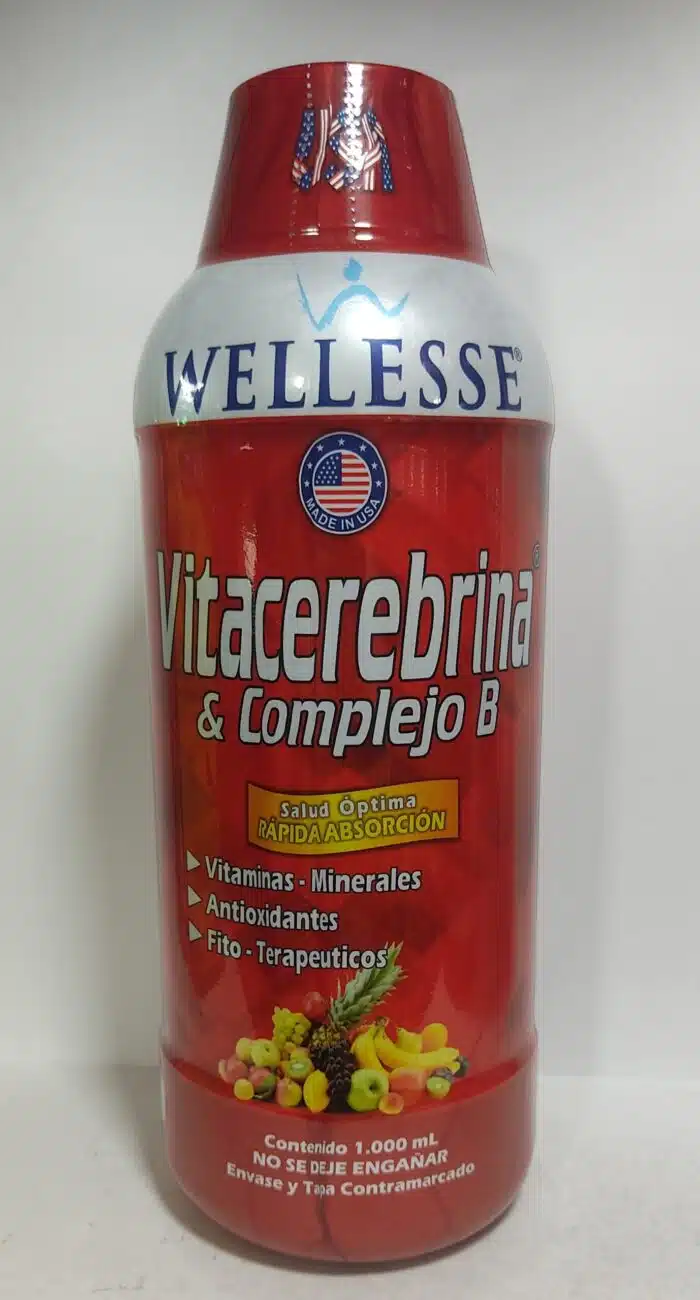 USA
WELLESSE®
MADE IN USA
Vitacerebrina®
& Complejo B
Salud Óptima
RÁPIDA ABSORCIÓN
Vitaminas - Minerales
Antioxidantes
Fito - Terapeuticos
Contenido 1.000 mL
NO SE DEJE ENGAÑAR
Envase y Tapa Contramarcado